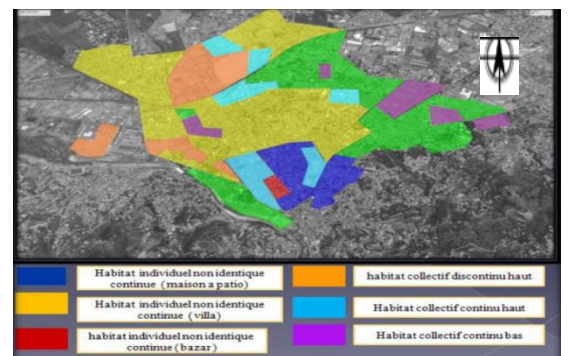 Habitat individuel non identique
continue (maison a patio)
Habitat individuel non identique
continue (villa)
habitat individuel non identique
continue (bazar)
habitat collectif discontinu haut
Habitat collectif continu haut
Habitat collectif continu bas